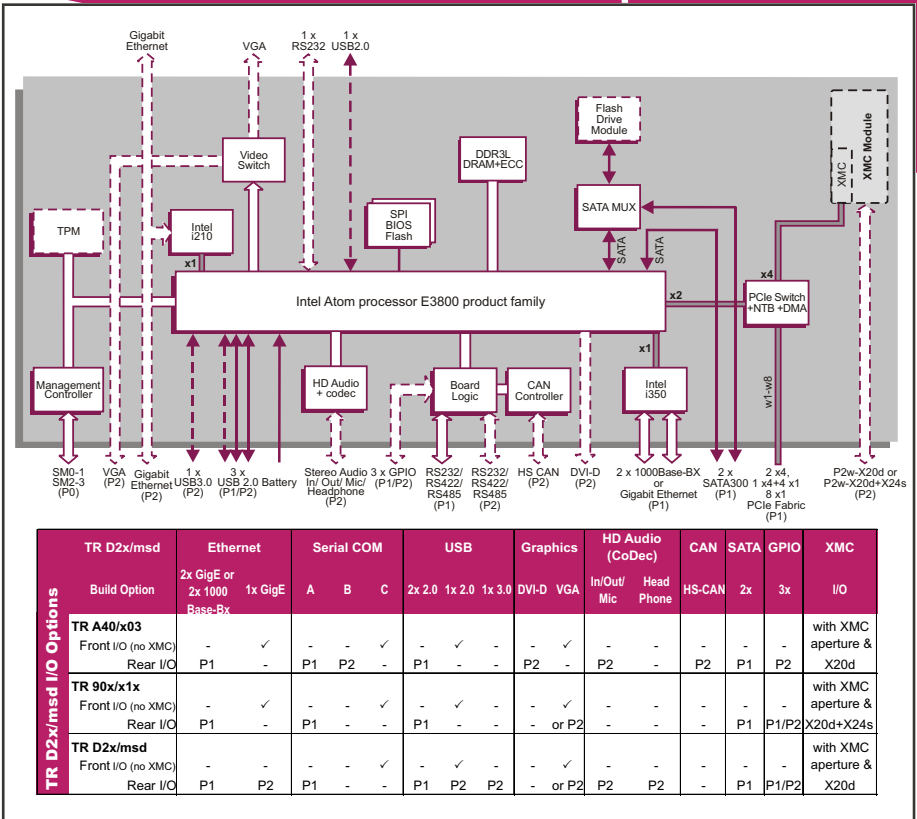 Gigabit
Ethernet
VGA
1 x
RS232
1 x
USB2.0
Flash
Drive
Module
XMC
XMC Module
Video
Switch
DDR3L
DRAM+ECC
SATA MUX
TPM
Intel
i210
SPI
BIOS
Flash
SATA
SATA
x1
x4
Intel Atom processor E3800 product family
x2
PCIe Switch
+NTB +DMA
x1
w1-w8
Management
Controller
HD Audio
+ codec
Board
Logic
CAN
Controller
Intel
i350
SM0-1
SM2-3
(P0)
VGA
(P2)
Gigabit
Ethernet
(P2)
1 x
USB3.0
(P2)
3 x
USB 2.0
(P1/P2)
Battery
Stereo Audio
In/ Out/ Mic/
Headphone
(P2)
3 x GPIO
(P1/P2)
RS232/
RS422/
RS485
(P1)
RS232/
RS422/
RS485
(P2)
HS CAN
(P2)
DVI-D
(P2)
2 x 1000Base-BX
or
Gigabit Ethernet
(P1)
2 x
SATA300
(P1)
2 x4,
1 x4+4 x1
8 x1
PCIe Fabric
(P1)
P2w-X20d or
P2w-X20d+X24s
(P2)
TR D2x/msd I/O Options
TR D2x/msd Ethernet Serial COM USB Graphics HD Audio (CoDec) CAN SATA GPIO XMC
Build Option 2x GigE or 2x 1000 Base-Bx 1x GigE A B C 2x 2.0 1x 2.0 1x 3.0 DVI-D VGA In/Out/ Mic Head Phone HS-CAN 2x 3x I/O
TR A40/x03 with XMC
Front I/O (no XMC) - ✓ - - ✓ - ✓ - - ✓ - - - - - aperture &
Rear I/O P1 - P1 P2 - P1 - - P2 - P2 - P2 P1 P2 X20d
TR 90x/x1x with XMC
Front I/O (no XMC) - ✓ - - ✓ - ✓ - - ✓ - - - - - aperture &
Rear I/O P1 - P1 - - P1 - - - or P2 - - - P1 P1/P2 X20d+X24s
TR D2x/msd with XMC
Front I/O (no XMC) - - - - ✓ - ✓ - - ✓ - - - - - aperture &
Rear I/O P1 P2 P1 - - P1 P2 P2 - or P2 P2 P2 - P1 P1/P2 X20d